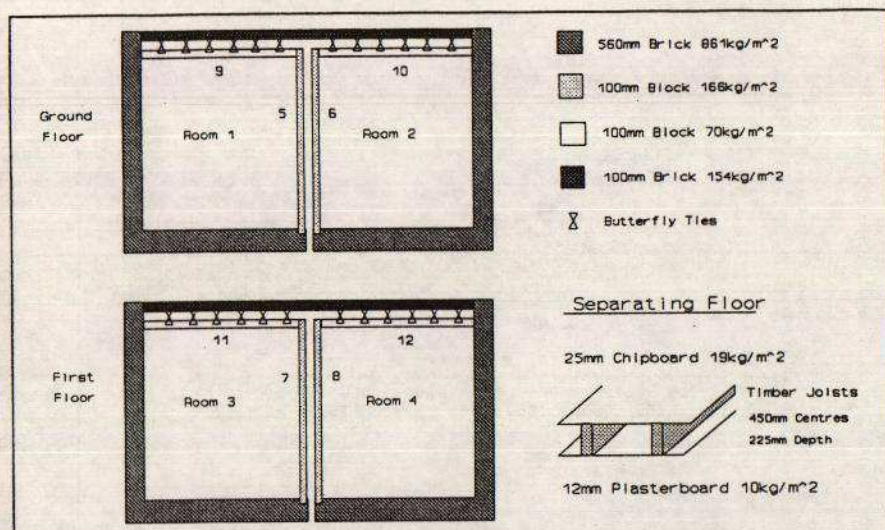 560mm Brick 861kg/m^2
9
10
100mm Block 166kg/m^2
Ground
Floor
5
6
Room 1
Room 2
100mm Block 70kg/m^2
100mm Brick 154kg/m^2
Butterfly Ties
Separating Floor
11
12
25mm Chipboard 19kg/m^2
First
Floor
7
8
Room 3
Room 4
Timber Joists
450mm Centres
225mm Depth
12mm Plasterboard 10kg/m^2